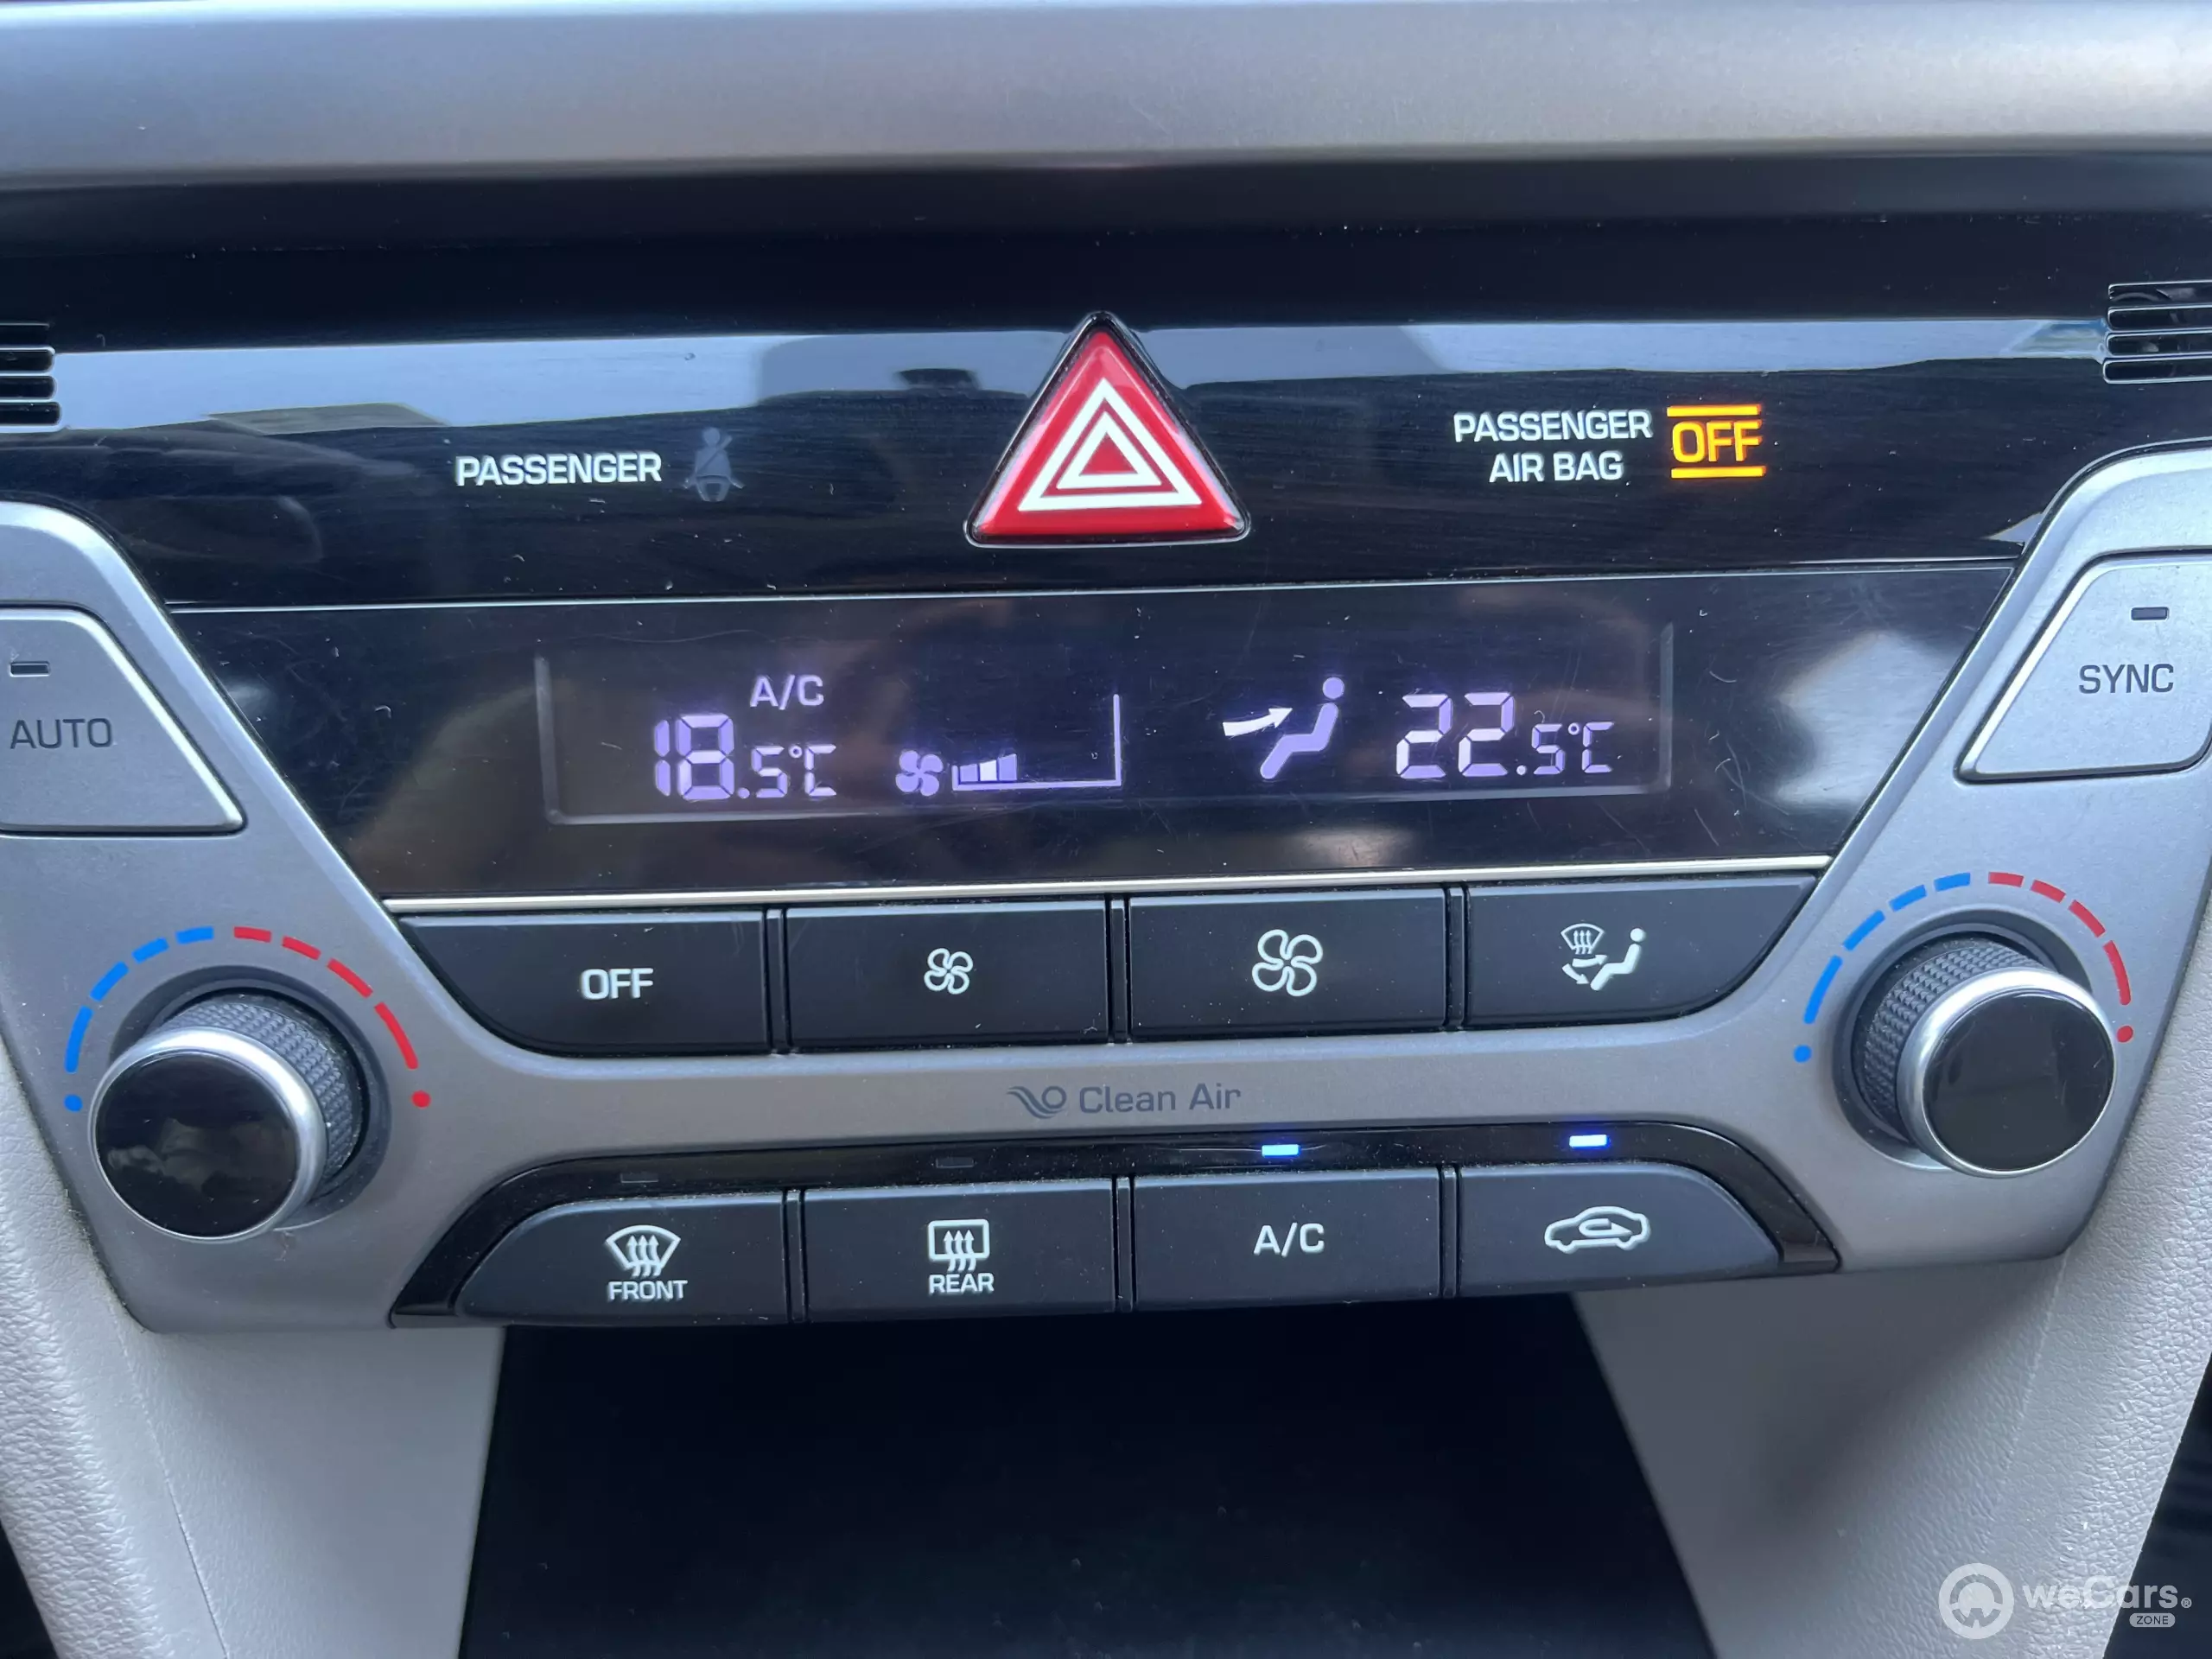 PASSENGER
PASSENGER
AIR BAG
OFF
AUTO
A/C
18.5°C
22.5°C
SYNC
OFF
Clean Air
FRONT
REAR
A/C
weCars®
ZONE